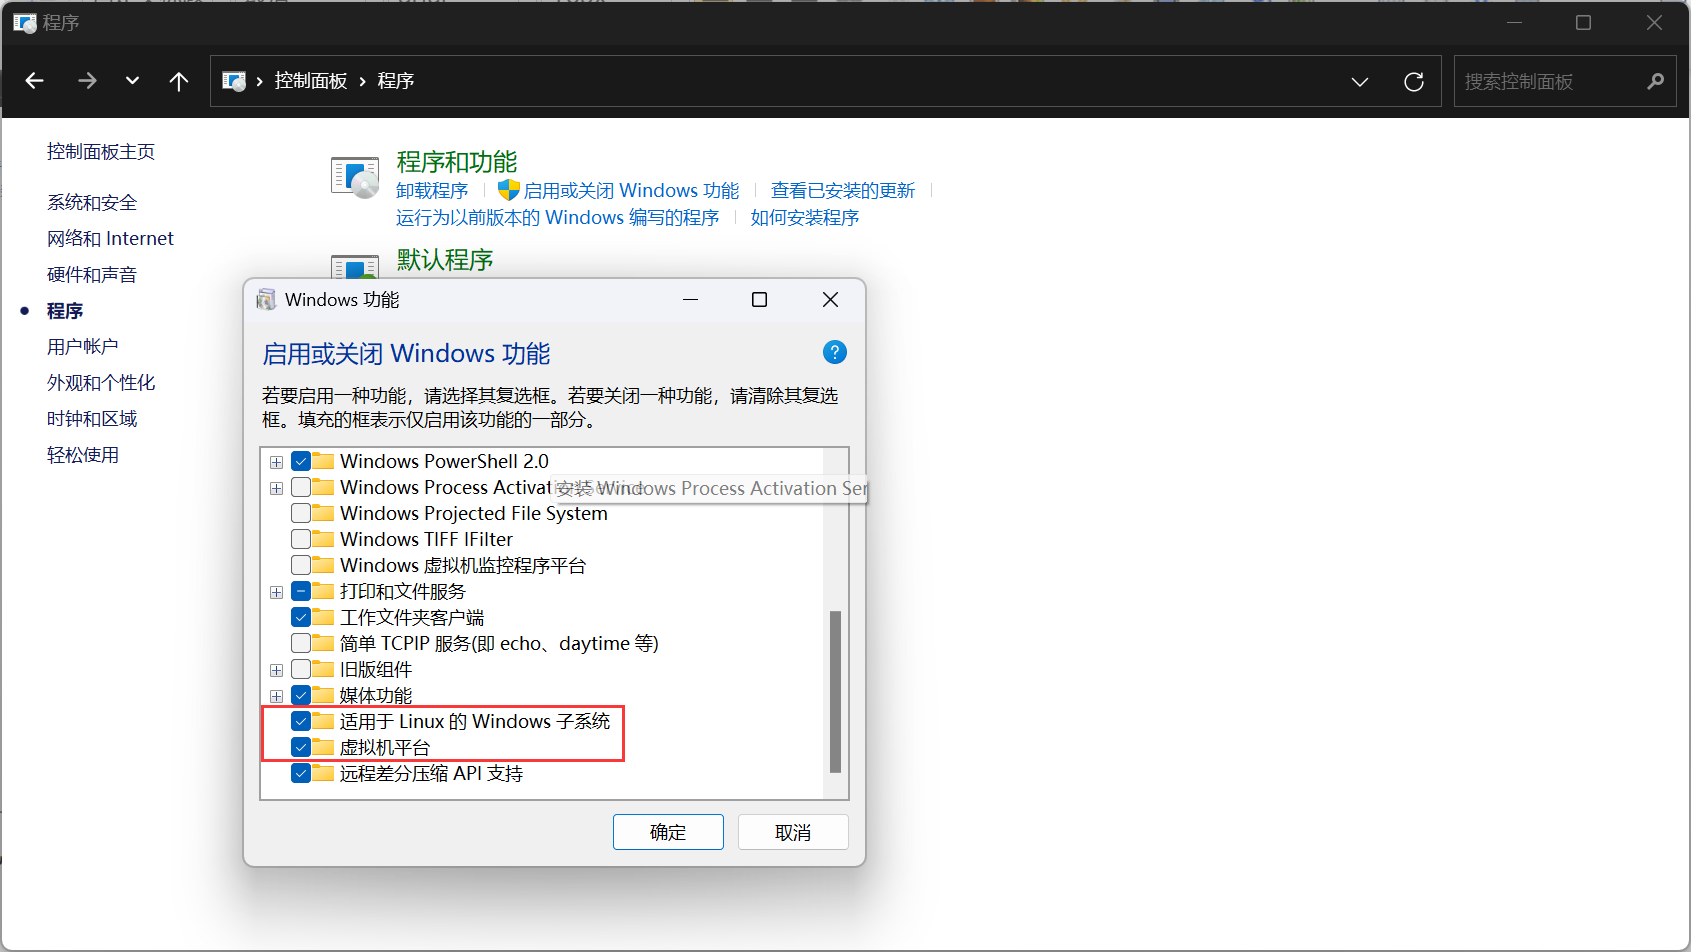 程序
控制面板 程序
搜索控制面板
控制面板主页
系统和安全
网络和 Internet
硬件和声音
程序
用户帐户
外观和个性化
时钟和区域
轻松使用
程序和功能
卸载程序 启用或关闭 Windows 功能 查看已安装的更新
运行为以前版本的 Windows 编写的程序 如何安装程序
默认程序
Windows 功能
启用或关闭 Windows 功能
若要启用一种功能，请选择其复选框。若要关闭一种功能，请清除其复选
框。填充的框表示仅启用该功能的一部分。
Windows PowerShell 2.0
Windows Process Activation Service
安装 Windows Process Activation Ser
Windows Projected File System
Windows TIFF IFilter
Windows 虚拟机监控程序平台
打印和文件服务
工作文件夹客户端
简单 TCPIP 服务(即 echo、daytime 等)
旧版组件
媒体功能
适用于 Linux 的 Windows 子系统
虚拟机平台
远程差分压缩 API 支持
确定 取消